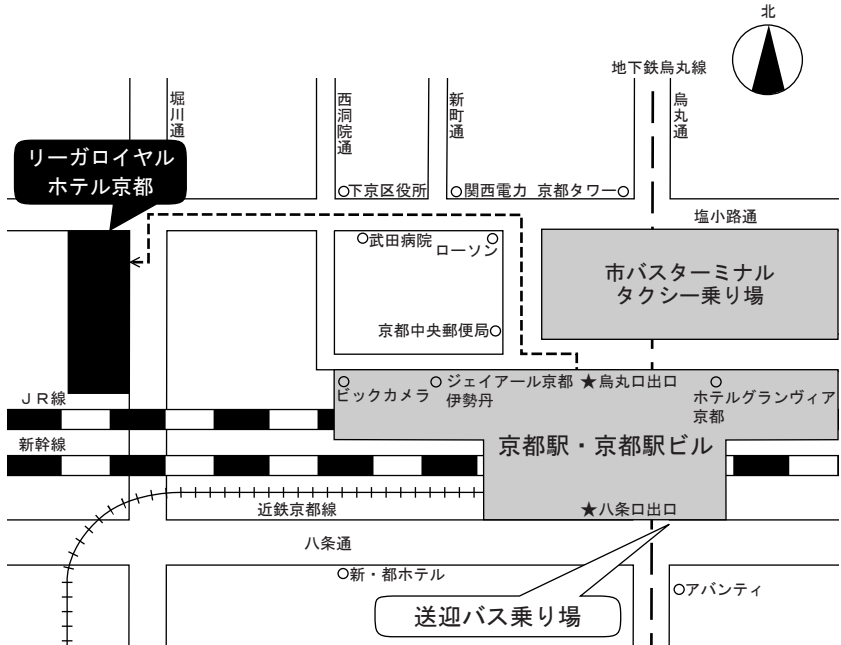 北
地下鉄烏丸線
堀川通
西洞院通
新町通
烏丸通
リーガロイヤル
ホテル京都
下京区役所
関西電力
京都タワー
塩小路通
武田病院
ローソン
市バスターミナル
タクシー乗り場
京都中央郵便局
ビックカメラ
ジェイアール京都
伊勢丹
★烏丸口出口
ホテルグランヴィア
京都
JR線
新幹線
京都駅・京都駅ビル
近鉄京都線
★八条口出口
八条通
新・都ホテル
アバンティ
送迎バス乗り場